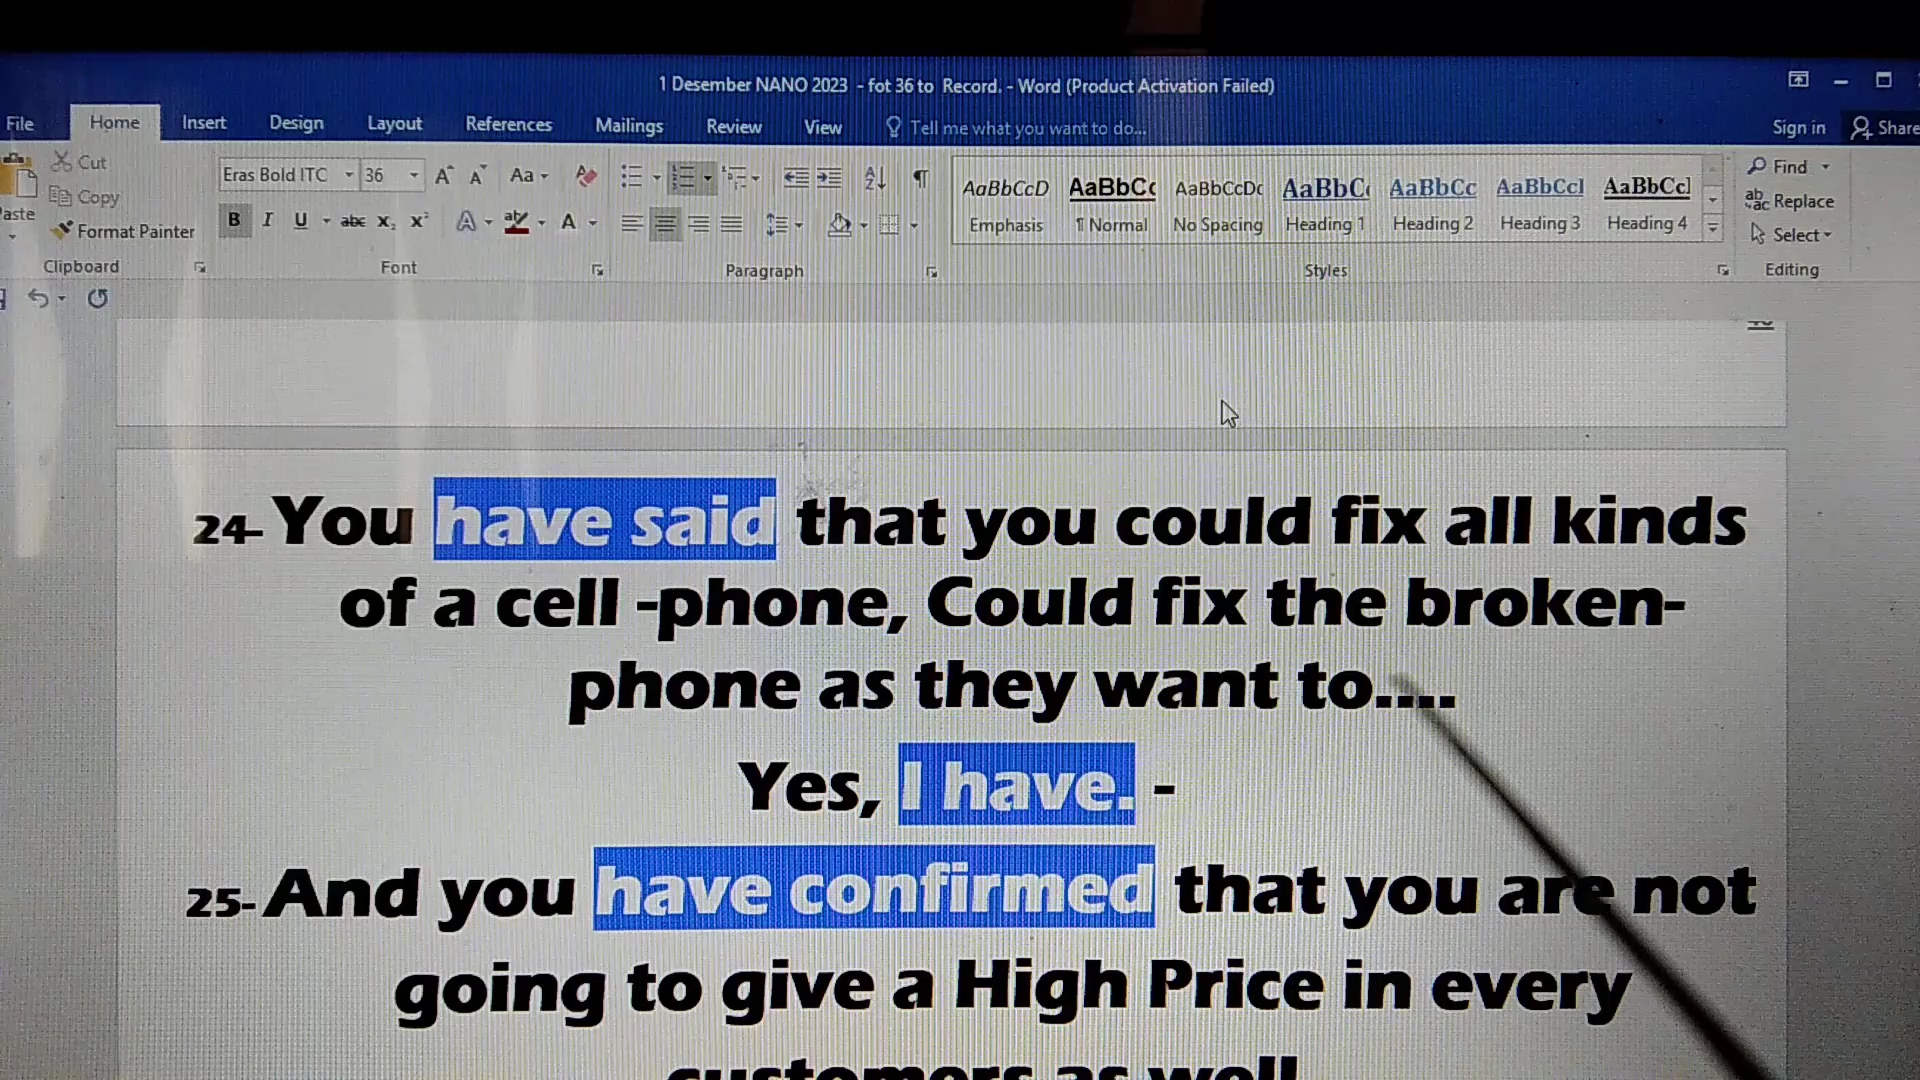 1 Desember NANO 2023 - fot 36 to Record. - Word (Product Activation Failed)
File Home Insert Design Layout References Mailings Review View Tell me what you want to do... Sign in Share
Cut
Copy
Format Painter
Clipboard
Eras Bold ITC 36
Font
Paragraph
AaBbCcD AaBbCc AaBbCcDc AaBbC AaBbCc AaBbCcI AaBbCcI
Emphasis ¶ Normal No Spacing Heading 1 Heading 2 Heading 3 Heading 4
Styles
Find
Replace
Select
Editing
24- You have said that you could fix all kinds
of a cell -phone, Could fix the broken-
phone as they want to....
Yes, I have. -
25- And you have confirmed that you are not
going to give a High Price in every
customers as well